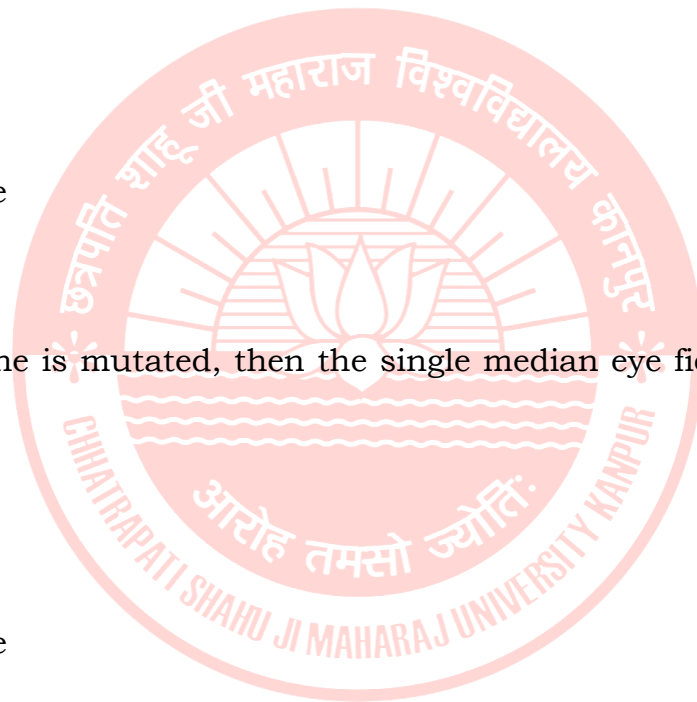 छत्रपति शाहू जी महाराज विश्वविद्यालय कानपुर
e
ne is mutated, then the single median eye fie
आरोह तमसो ज्योतिः
CHHATRAPATI SHAHU JI MAHARAJ UNIVERSITY KANPUR
e